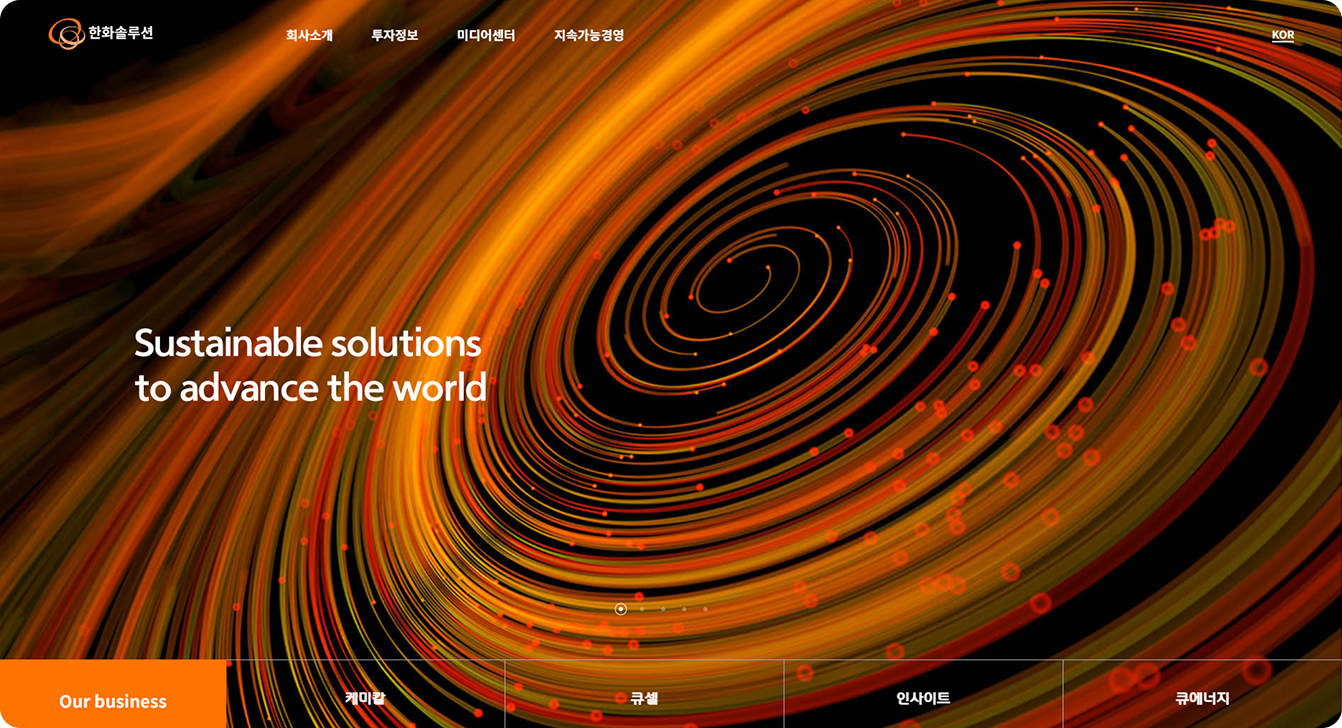 한화솔루션
회사소개 투자정보 미디어센터 지속가능경영
KOR
Sustainable solutions
to advance the world
Our business
케미칼
큐셀
인사이트
큐에너지